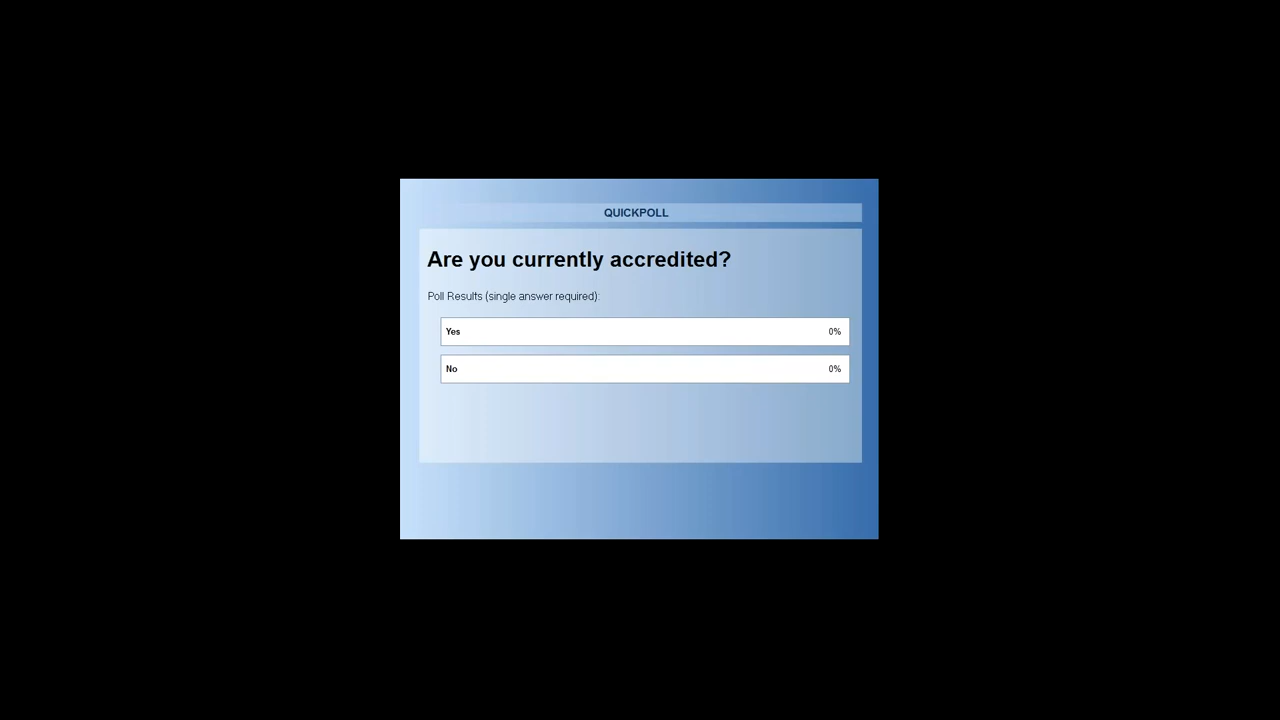 QUICKPOLL
Are you currently accredited?
Poll Results (single answer required):
Yes 0%
No 0%